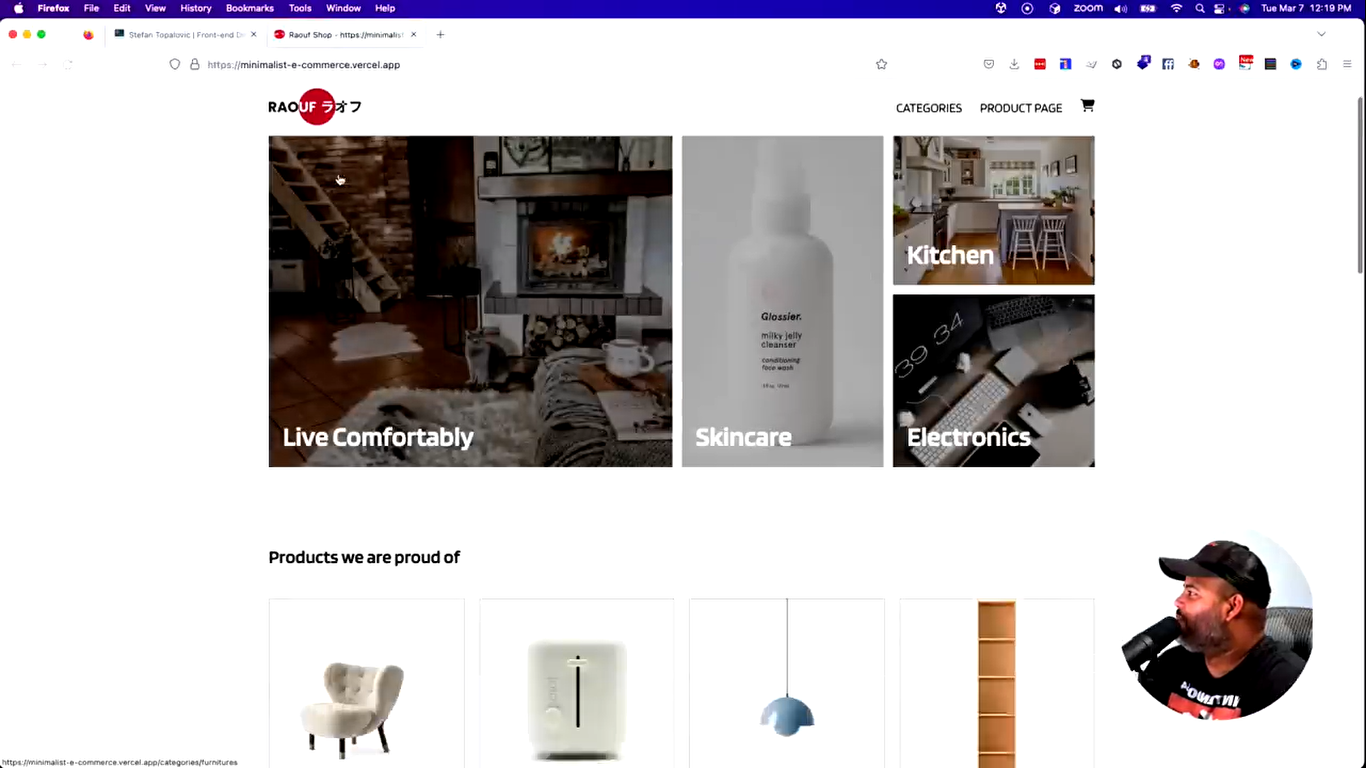 Firefox File Edit View History Bookmarks Tools Window Help zoom Tue Mar 7 12:19 PM
Stefan Topalovic | Front-end D
Raouf Shop - https://minimalist
https://minimalist-e-commerce.vercel.app
New
RAOUF ラオフ
CATEGORIES PRODUCT PAGE
Glossier.
milky jelly
cleanser
conditioning
face wash
Kitchen
39 34
Live Comfortably
Skincare
Electronics
Products we are proud of
https://minimalist-e-commerce.vercel.app/categories/furnitures